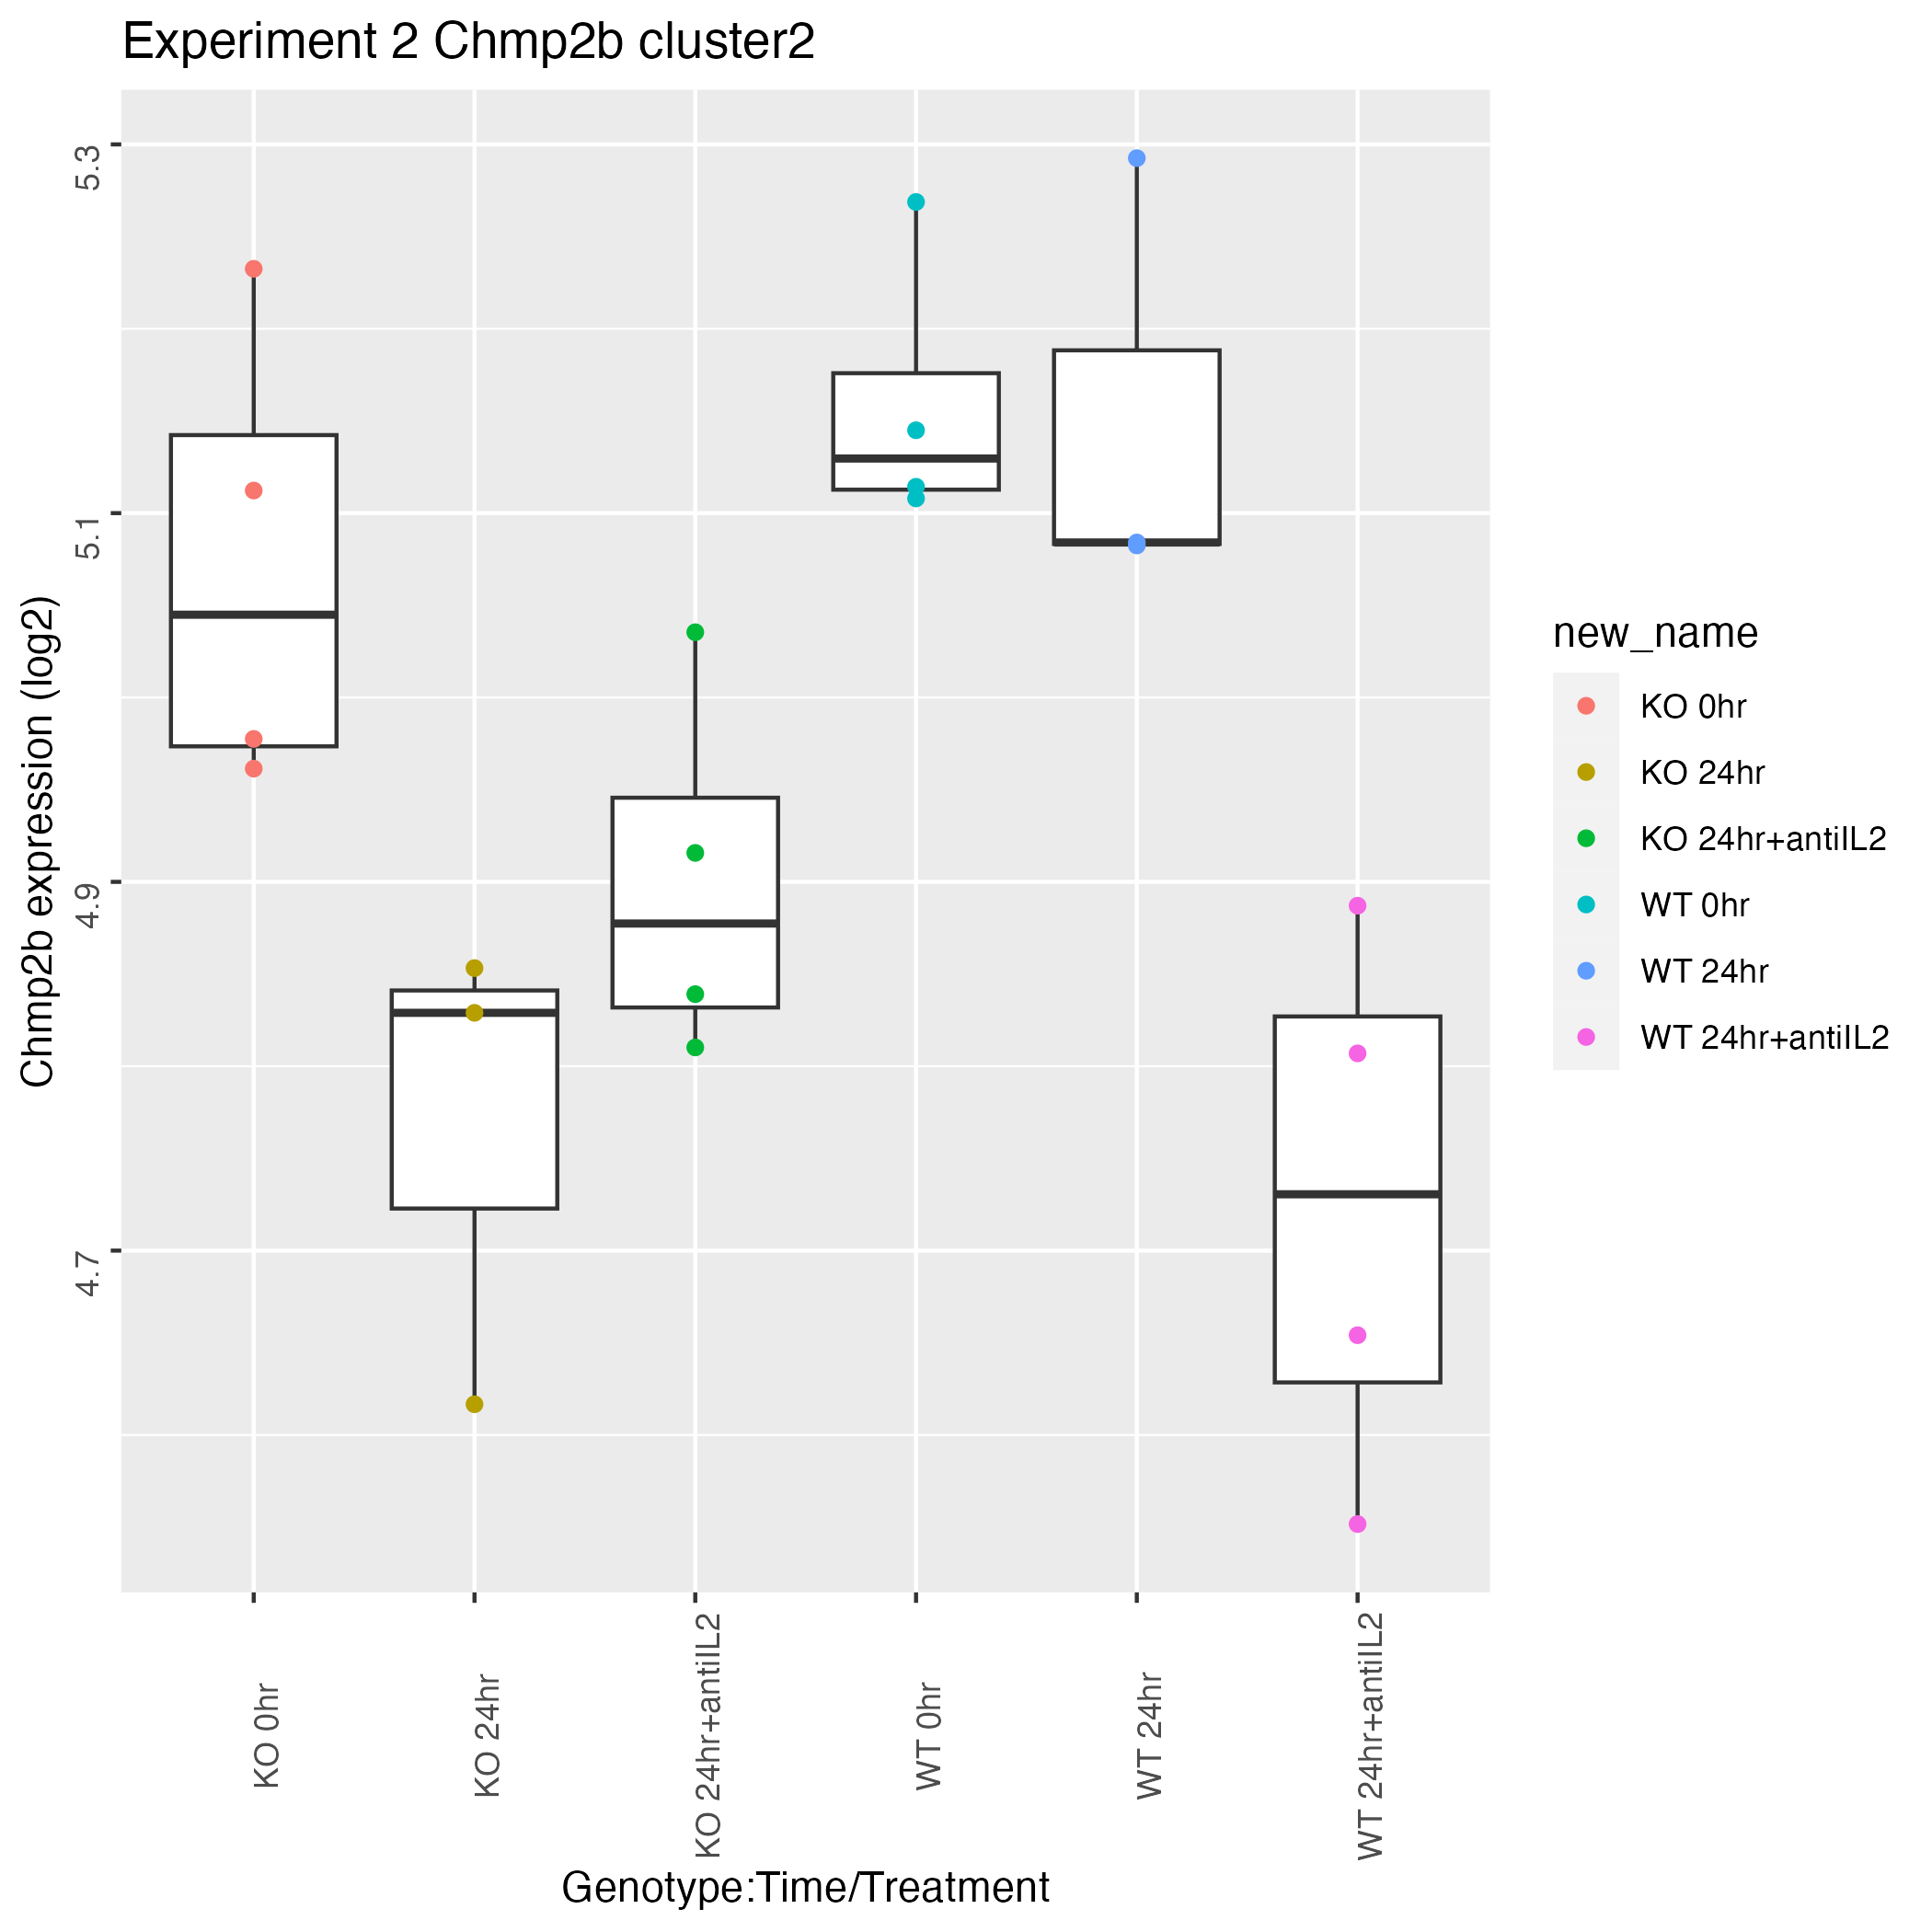 Experiment 2 Chmp2b cluster2
Chmp2b expression (log2)
5.3
5.1
4.9
4.7
KO 0hr
KO 24hr
KO 24hr+antiIL2
WT 0hr
WT 24hr
WT 24hr+antiIL2
Genotype:Time/Treatment
new_name
KO 0hr
KO 24hr
KO 24hr+antiIL2
WT 0hr
WT 24hr
WT 24hr+antiIL2